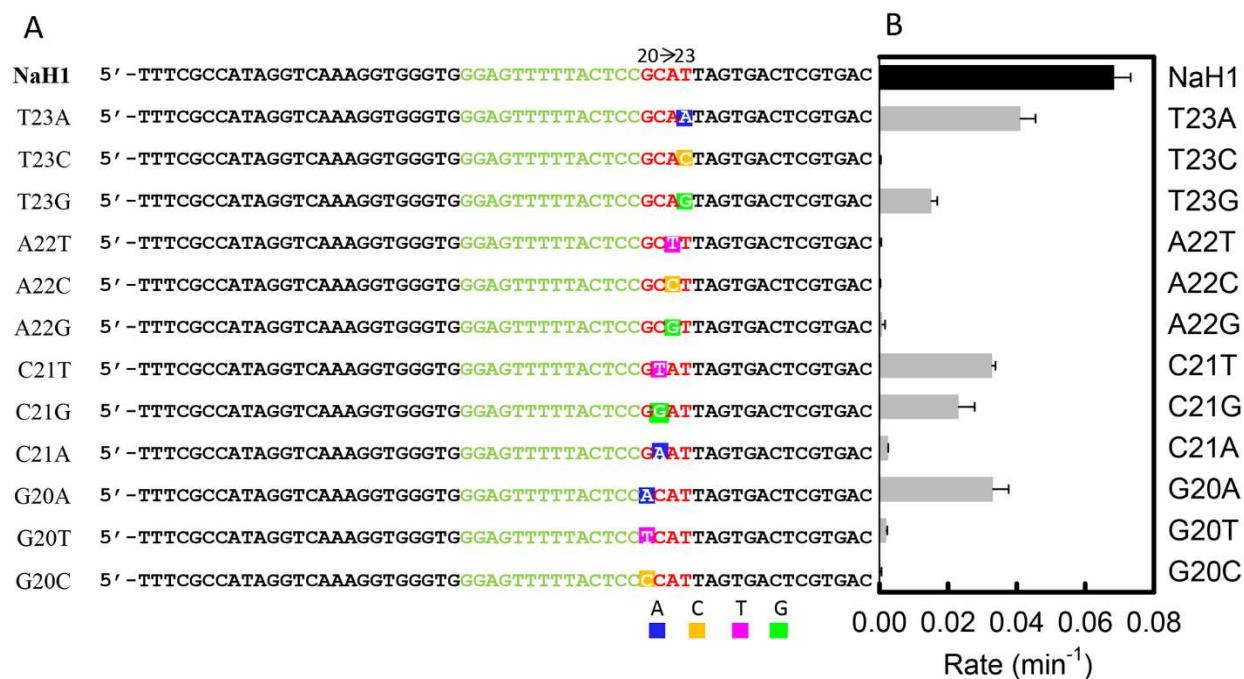 A
B
20→23
NaH1 5′-TTTCGCCATAGGTCAAAGGTGGGTGGGAGTTTTTACTCCGCATTAGTGACTCGTGAC NaH1
T23A 5′-TTTCGCCATAGGTCAAAGGTGGGTGGGAGTTTTTACTCCGCAATAGTGACTCGTGAC T23A
T23C 5′-TTTCGCCATAGGTCAAAGGTGGGTGGGAGTTTTTACTCCGCACTAGTGACTCGTGAC T23C
T23G 5′-TTTCGCCATAGGTCAAAGGTGGGTGGGAGTTTTTACTCCGCAGTAGTGACTCGTGAC T23G
A22T 5′-TTTCGCCATAGGTCAAAGGTGGGTGGGAGTTTTTACTCCGCTTTAGTGACTCGTGAC A22T
A22C 5′-TTTCGCCATAGGTCAAAGGTGGGTGGGAGTTTTTACTCCGCCTTAGTGACTCGTGAC A22C
A22G 5′-TTTCGCCATAGGTCAAAGGTGGGTGGGAGTTTTTACTCCGCGTTAGTGACTCGTGAC A22G
C21T 5′-TTTCGCCATAGGTCAAAGGTGGGTGGGAGTTTTTACTCCGTATTAGTGACTCGTGAC C21T
C21G 5′-TTTCGCCATAGGTCAAAGGTGGGTGGGAGTTTTTACTCCGGATTAGTGACTCGTGAC C21G
C21A 5′-TTTCGCCATAGGTCAAAGGTGGGTGGGAGTTTTTACTCCGAATTAGTGACTCGTGAC C21A
G20A 5′-TTTCGCCATAGGTCAAAGGTGGGTGGGAGTTTTTACTCCACATTAGTGACTCGTGAC G20A
G20T 5′-TTTCGCCATAGGTCAAAGGTGGGTGGGAGTTTTTACTCCTCATTAGTGACTCGTGAC G20T
G20C 5′-TTTCGCCATAGGTCAAAGGTGGGTGGGAGTTTTTACTCCCCATTAGTGACTCGTGAC G20C
A C T G
0.00 0.02 0.04 0.06 0.08
Rate (min⁻¹)